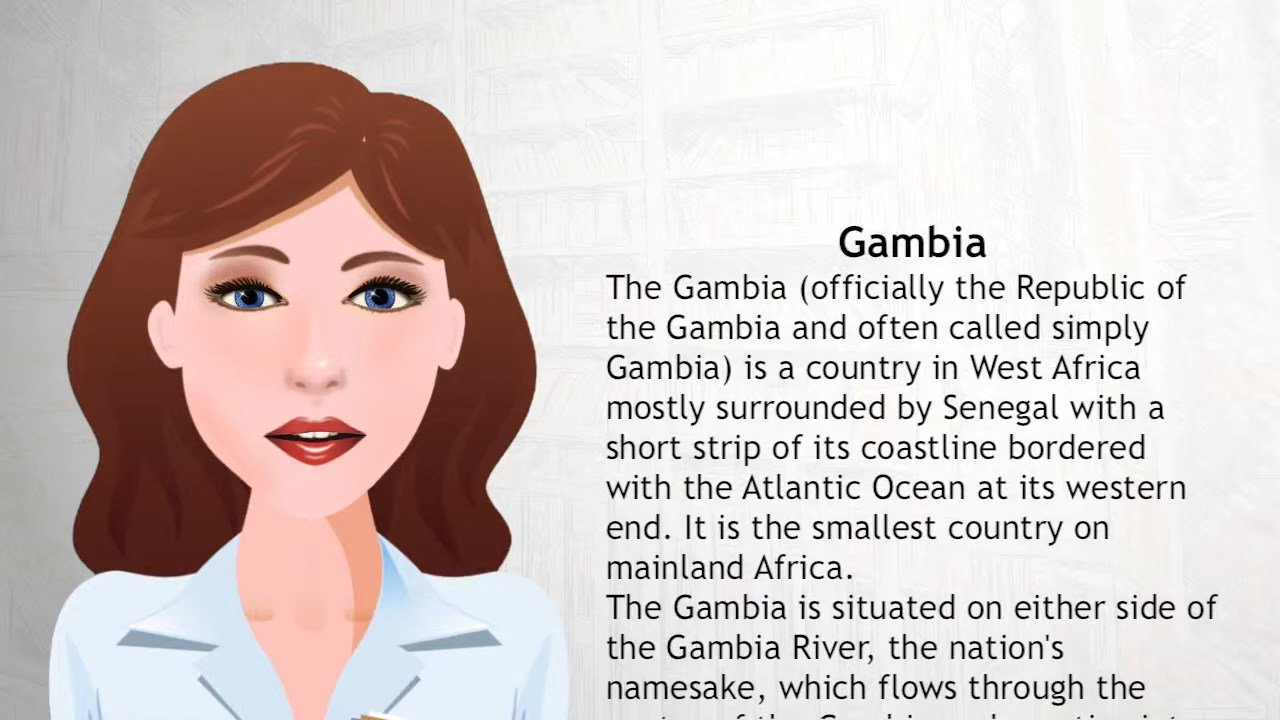 Gambia
The Gambia (officially the Republic of
the Gambia and often called simply
Gambia) is a country in West Africa
mostly surrounded by Senegal with a
short strip of its coastline bordered
with the Atlantic Ocean at its western
end. It is the smallest country on
mainland Africa.
The Gambia is situated on either side of
the Gambia River, the nation's
namesake, which flows through the